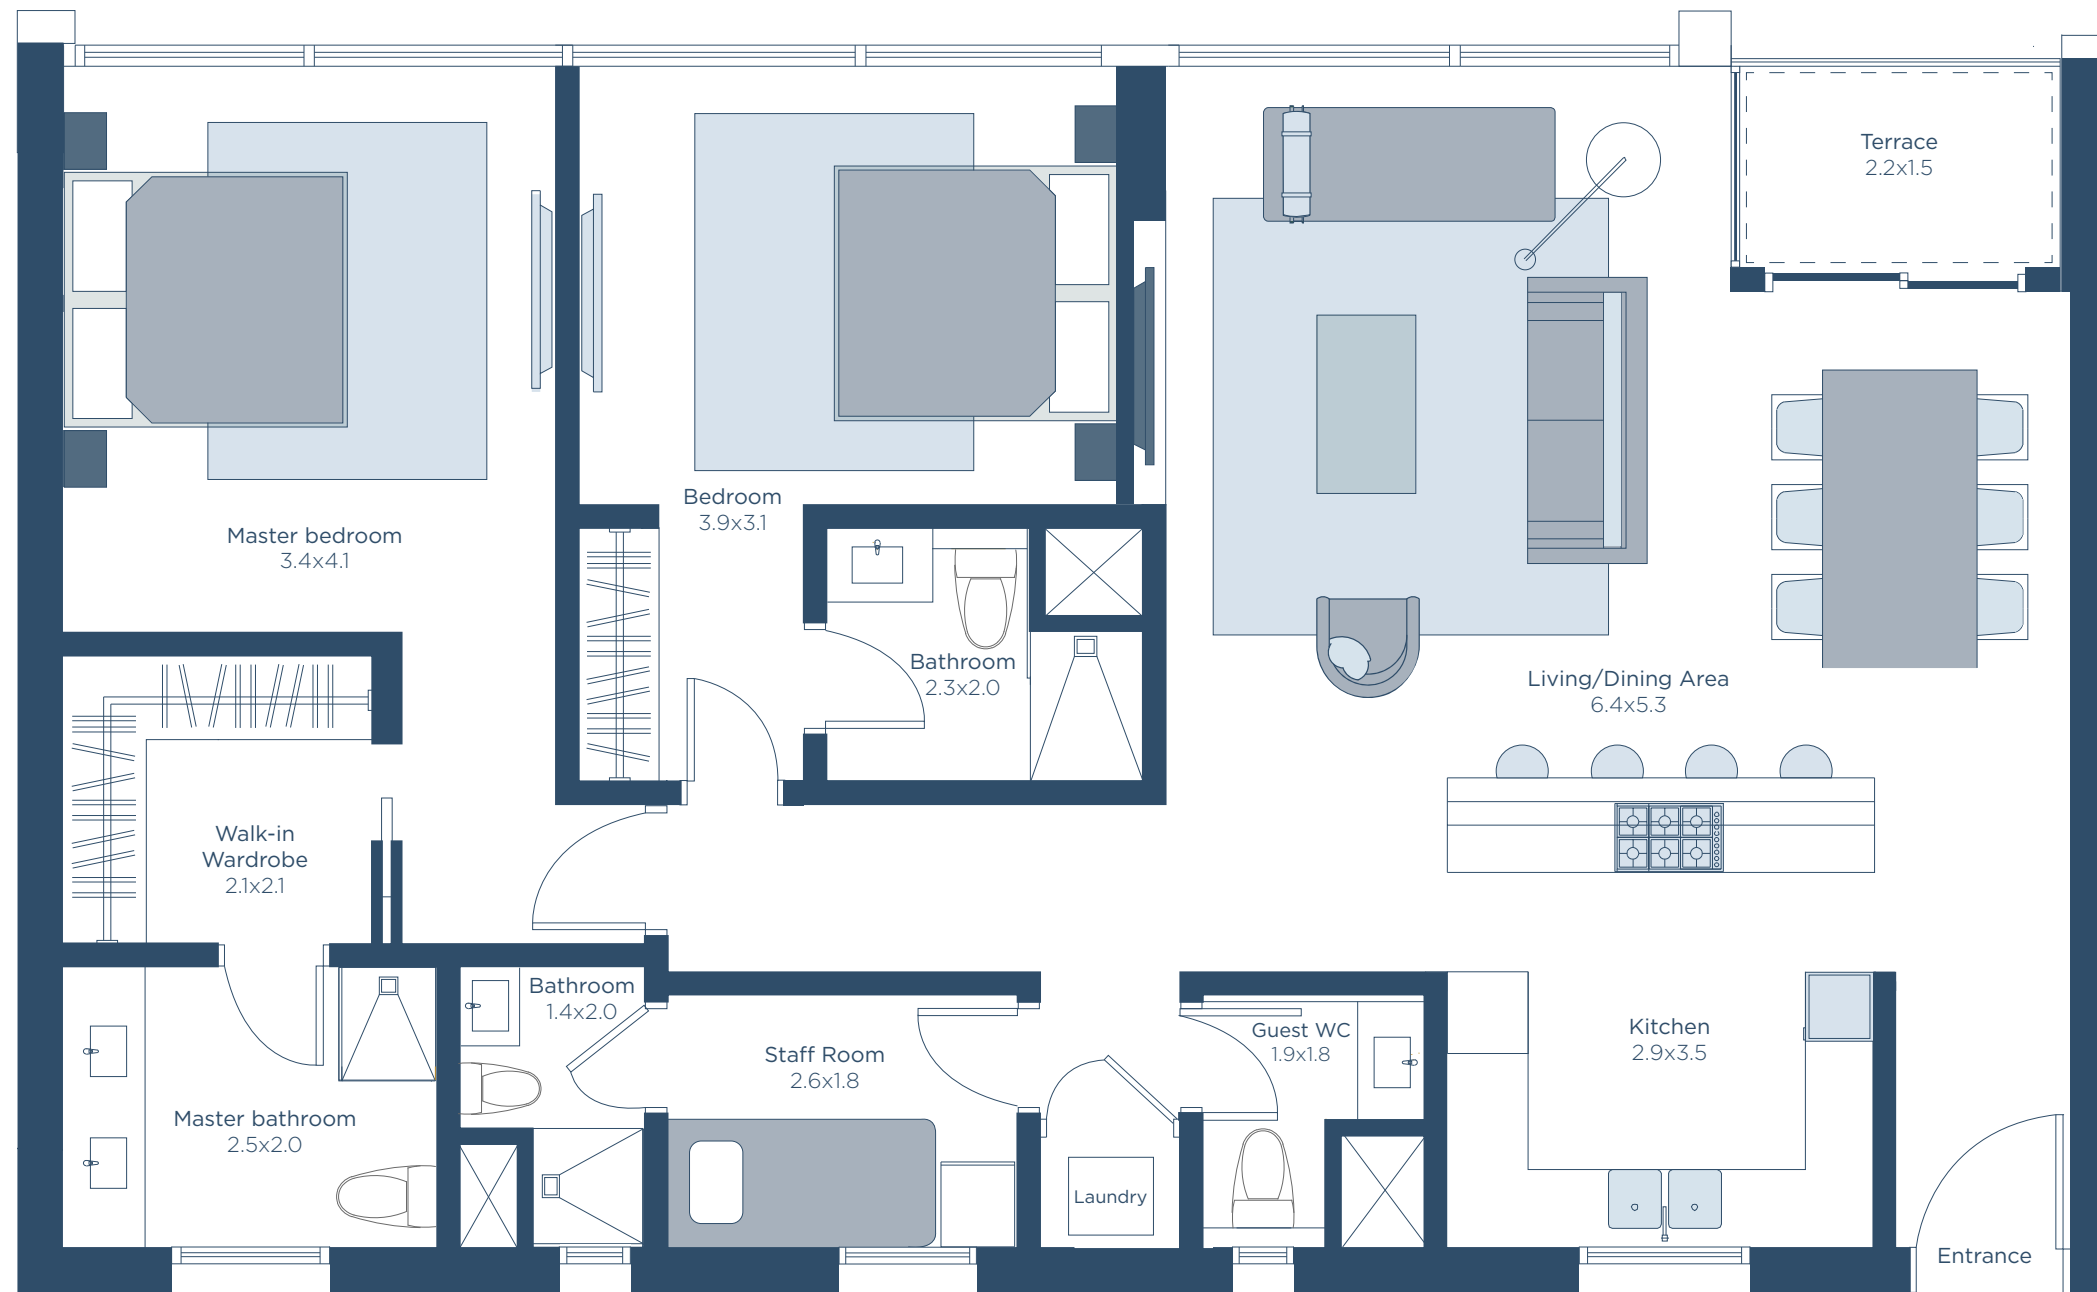 Terrace
2.2x1.5
Bedroom
3.9x3.1
Master bedroom
3.4x4.1
Bathroom
2.3x2.0
Living/Dining Area
6.4x5.3
Walk-in
Wardrobe
2.1x2.1
Bathroom
1.4x2.0
Staff Room
2.6x1.8
Guest WC
1.9x1.8
Kitchen
2.9x3.5
Master bathroom
2.5x2.0
Laundry
Entrance